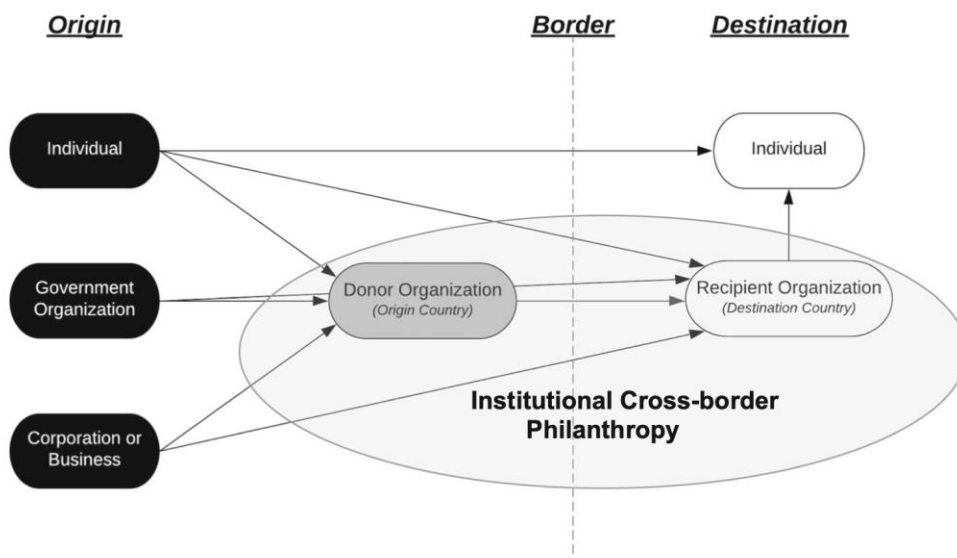 Origin
Border
Destination
Individual
Individual
Government
Organization
Donor Organization
(Origin Country)
Recipient Organization
(Destination Country)
Institutional Cross-border
Philanthropy
Corporation or
Business